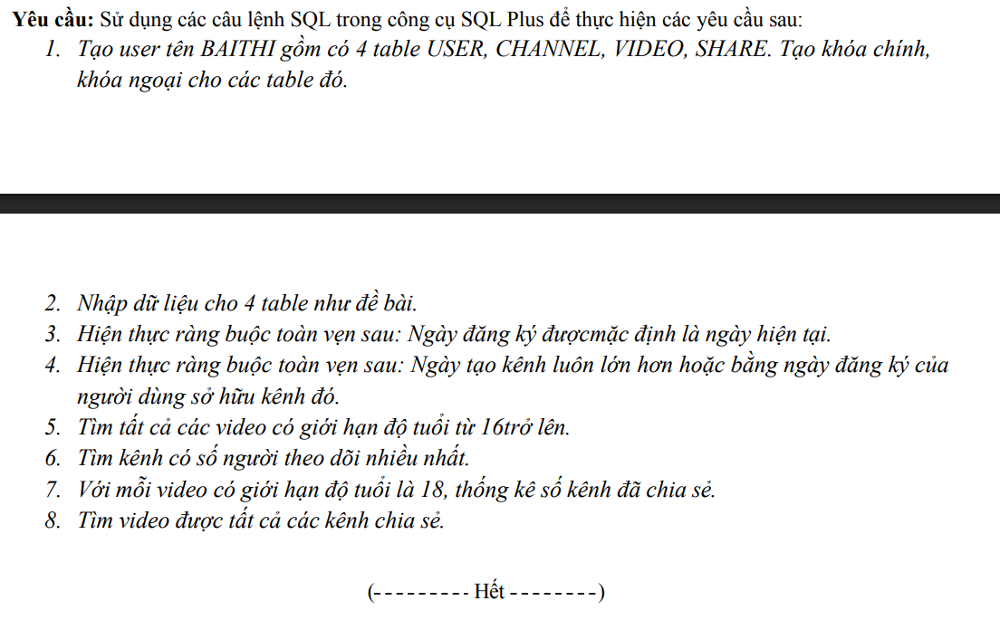 Yêu cầu: Sử dụng các câu lệnh SQL trong công cụ SQL Plus để thực hiện các yêu cầu sau:
1. Tạo user tên BAITHI gồm có 4 table USER, CHANNEL, VIDEO, SHARE. Tạo khóa chính,
khóa ngoại cho các table đó.
2. Nhập dữ liệu cho 4 table như đề bài.
3. Hiện thực ràng buộc toàn vẹn sau: Ngày đăng ký đượcmặc định là ngày hiện tại.
4. Hiện thực ràng buộc toàn vẹn sau: Ngày tạo kênh luôn lớn hơn hoặc bằng ngày đăng ký của
người dùng sở hữu kênh đó.
5. Tìm tất cả các video có giới hạn độ tuổi từ 16trở lên.
6. Tìm kênh có số người theo dõi nhiều nhất.
7. Với mỗi video có giới hạn độ tuổi là 18, thống kê số kênh đã chia sẻ.
8. Tìm video được tất cả các kênh chia sẻ.
(--------- Hết --------)